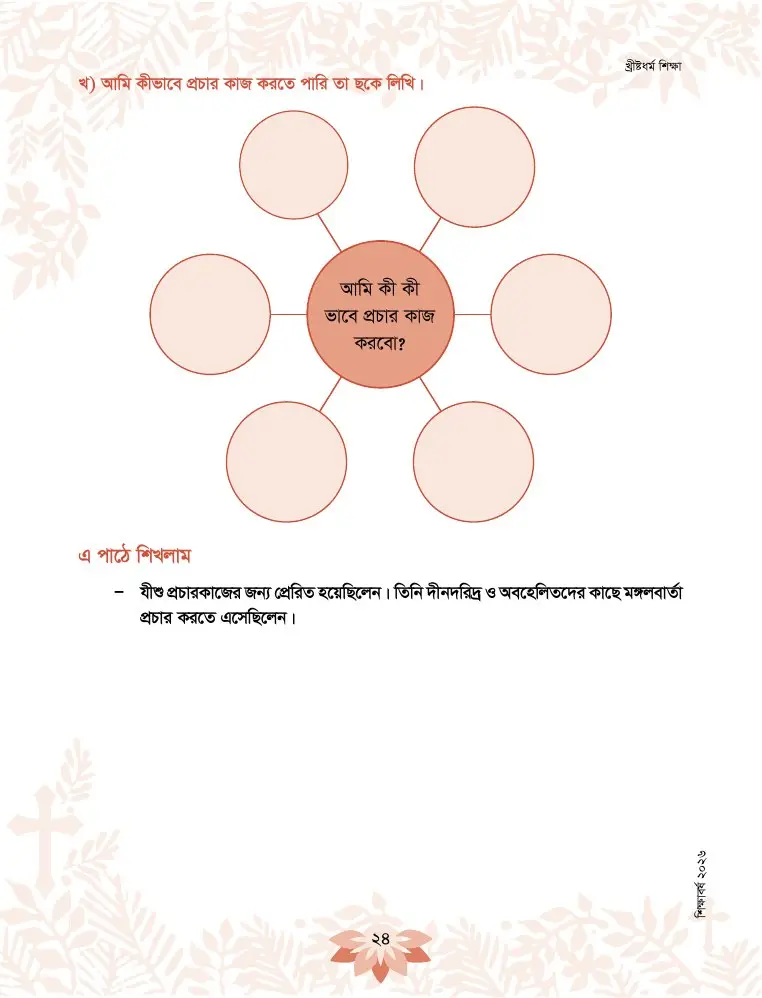 খ্রীষ্টধর্ম শিক্ষা
খ) আমি কীভাবে প্রচার কাজ করতে পারি তা ছকে লিখি।
আমি কী কী
ভাবে প্রচার কাজ
করবো?
এ পাঠে শিখলাম
– যীশু প্রচারকাজের জন্য প্রেরিত হয়েছিলেন। তিনি দীনদরিদ্র ও অবহেলিতদের কাছে মঙ্গলবার্তা
প্রচার করতে এসেছিলেন।
শিক্ষাবর্ষ ২০২৬
২৪